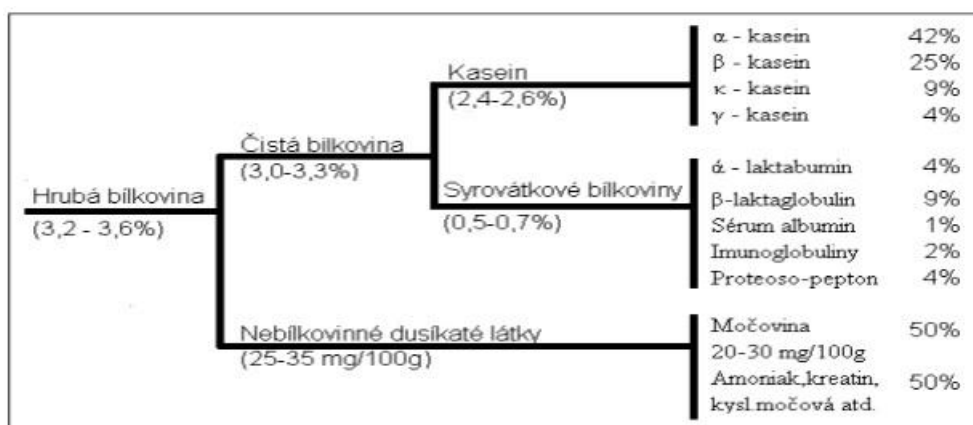 Hrubá bílkovina
(3,2 - 3,6%)
Čistá bílkovina
(3,0-3,3%)
Kasein
(2,4-2,6%)
α - kasein 42%
β - kasein 25%
κ - kasein 9%
γ - kasein 4%
Syrovátkové bílkoviny
(0,5-0,7%)
ά - laktabumin 4%
β-laktaglobulin 9%
Sérum albumin 1%
Imunoglobuliny 2%
Proteoso-pepton 4%
Nebílkovinné dusíkaté látky
(25-35 mg/100g)
Močovina 50%
20-30 mg/100g
Amoniak,kreatin, 50%
kysl.močová atd.